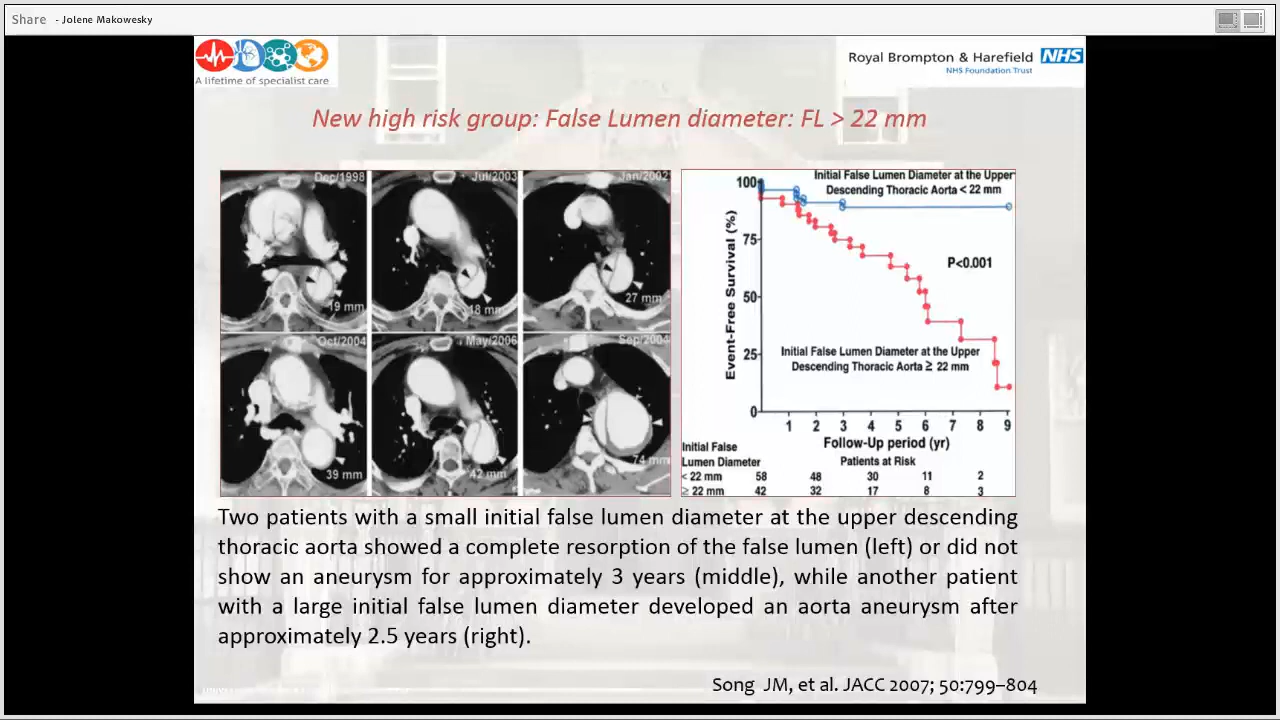 Share - Jolene Makowesky
A lifetime of specialist care
Royal Brompton & Harefield NHS
NHS Foundation Trust
New high risk group: False Lumen diameter: FL > 22 mm
Dec/1998
Jul/2003
Jan/2002
19 mm
18 mm
27 mm
Oct/2004
May/2006
Sep/2004
39 mm
42 mm
74 mm
Initial False Lumen Diameter at the Upper
Descending Thoracic Aorta < 22 mm
Event-Free Survival (%)
100
75
50
25
0
P<0.001
Initial False Lumen Diameter at the Upper
Descending Thoracic Aorta ≥ 22 mm
1 2 3 4 5 6 7 8 9
Follow-Up period (yr)
Initial False
Lumen Diameter Patients at Risk
< 22 mm 58 48 30 11 2
≥ 22 mm 42 32 17 8 3
Two patients with a small initial false lumen diameter at the upper descending
thoracic aorta showed a complete resorption of the false lumen (left) or did not
show an aneurysm for approximately 3 years (middle), while another patient
with a large initial false lumen diameter developed an aorta aneurysm after
approximately 2.5 years (right).
Song JM, et al. JACC 2007; 50:799–804